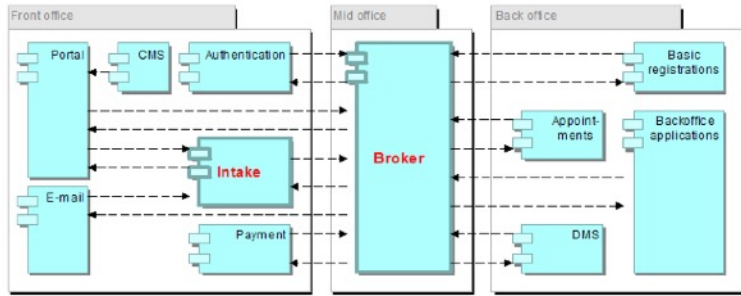 Front office
Mid office
Back office
Portal
CMS
Authentication
Basic
registrations
Appoint-
ments
Backoffice
applications
Broker
Intake
E-mail
Payment
DMS